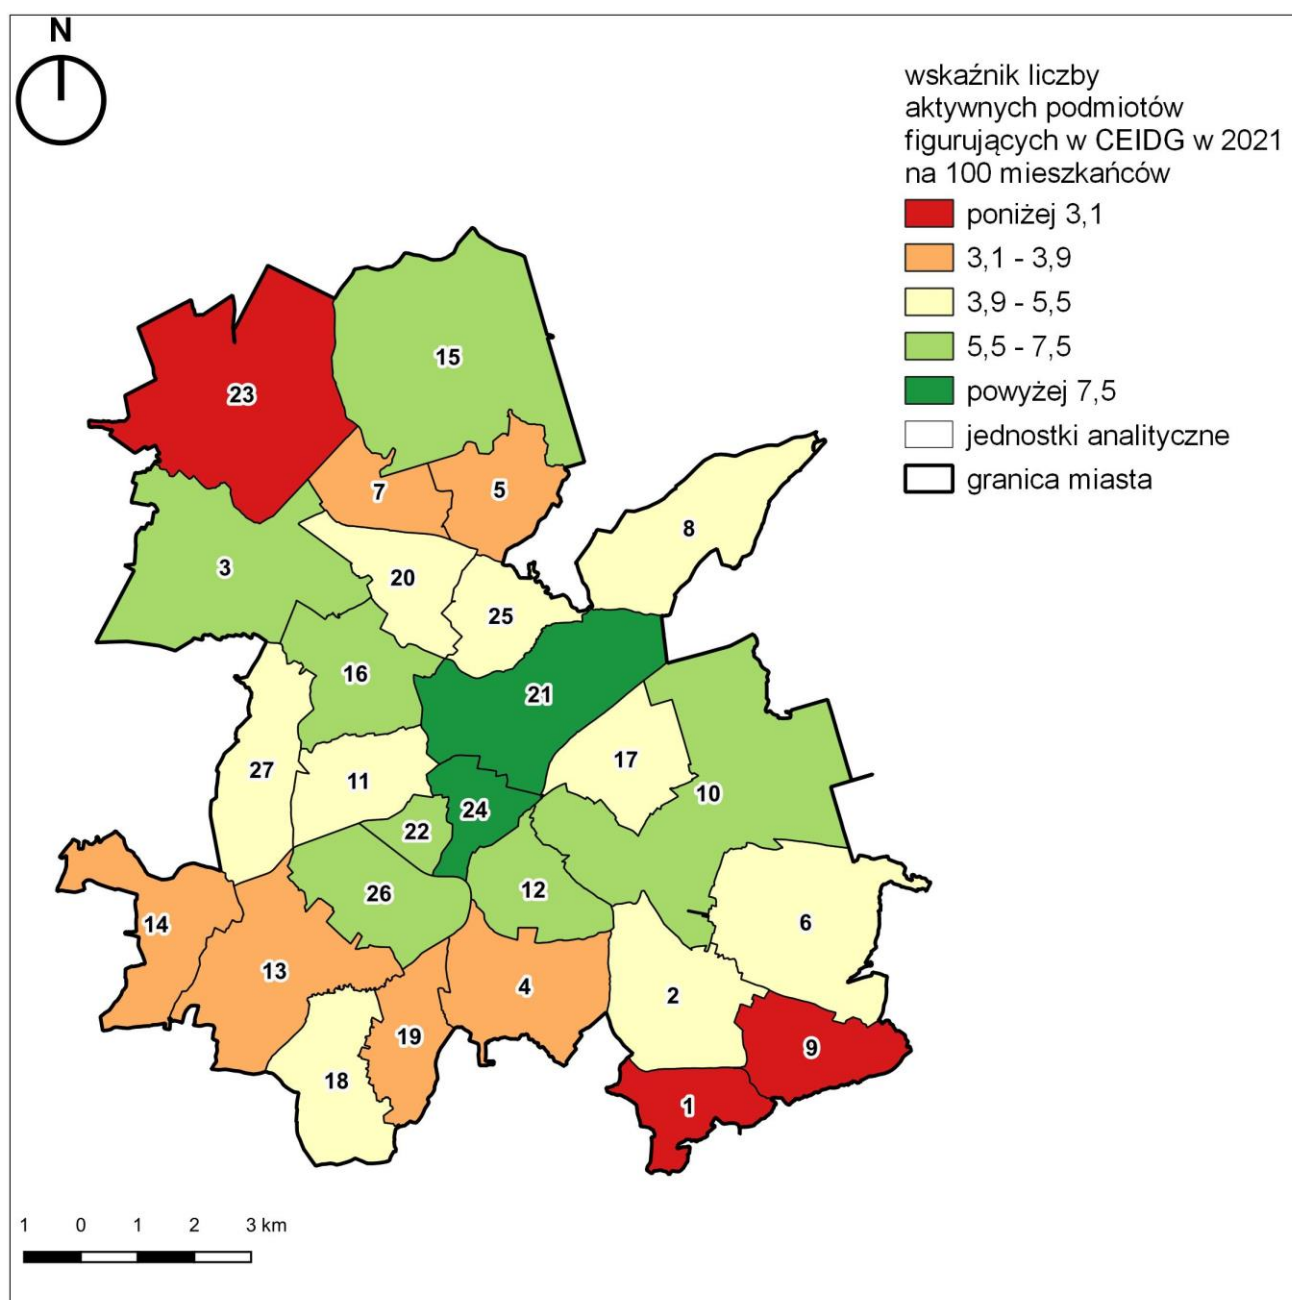 N
wskaźnik liczby
aktywnych podmiotów
figurujących w CEIDG w 2021
na 100 mieszkańców
poniżej 3,1
3,1 - 3,9
3,9 - 5,5
5,5 - 7,5
powyżej 7,5
jednostki analityczne
granica miasta
15
23
7
5
8
3
20
25
16
21
17
27
11
10
24
22
12
26
14
6
13
4
2
19
9
18
1
1 0 1 2 3 km